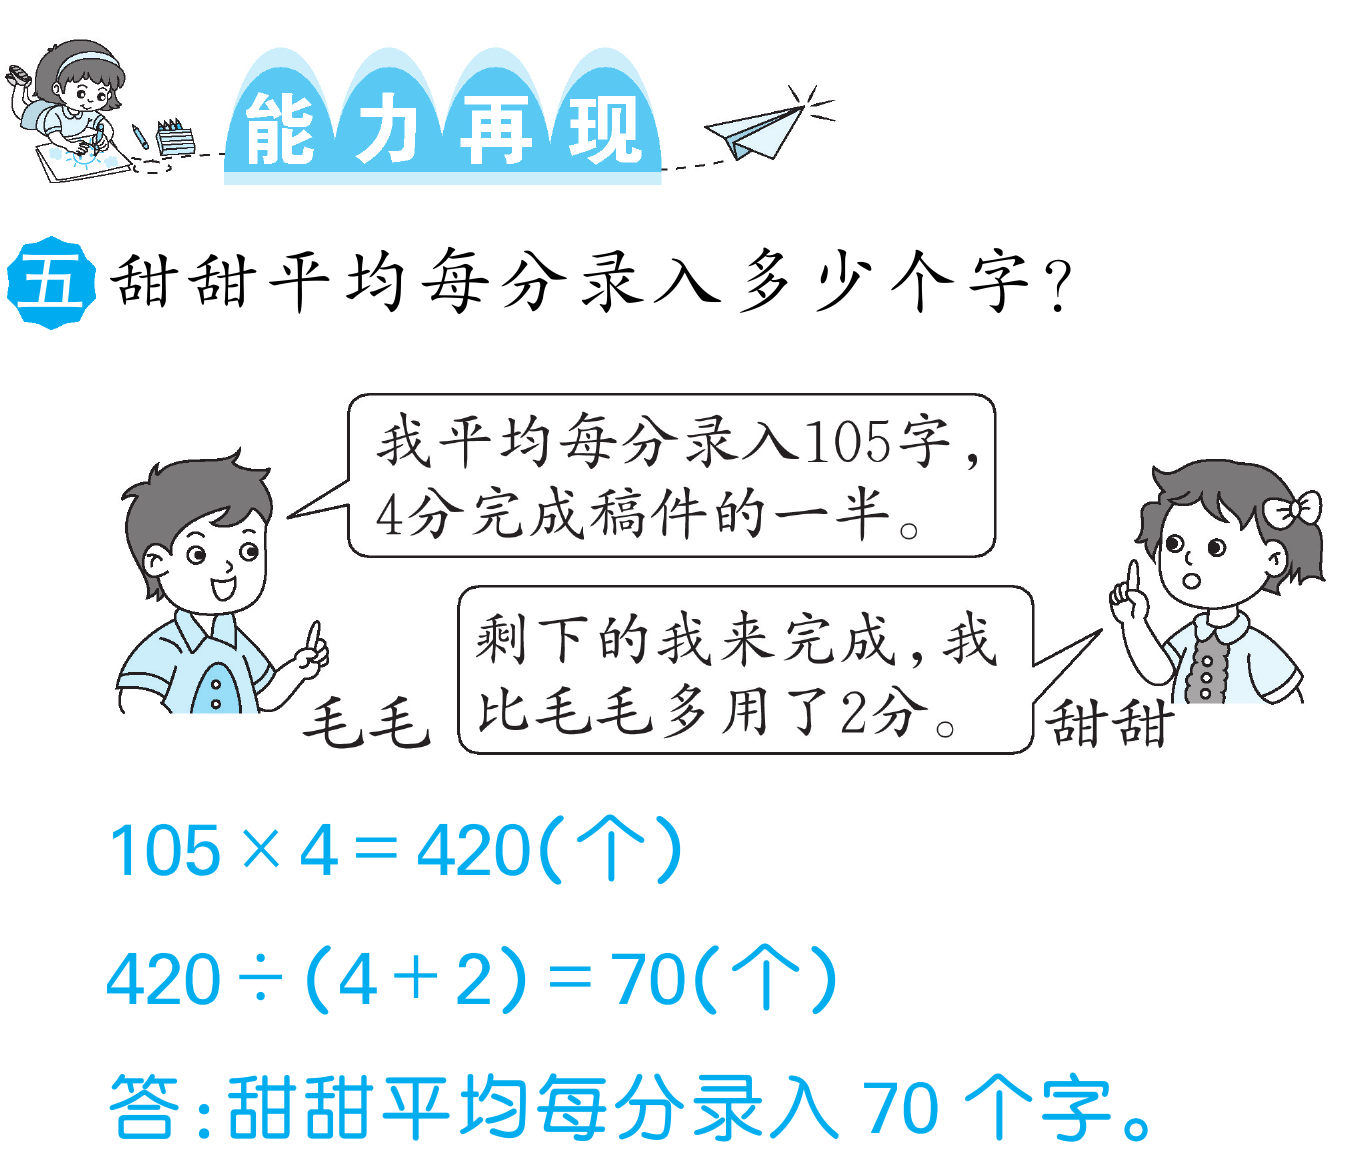 能力再现
五 甜甜平均每分录入多少个字?
我平均每分录入105字,
4分完成稿件的一半。
剩下的我来完成,我
比毛毛多用了2分。
毛毛
甜甜
105×4=420(个)
420÷(4+2)=70(个)
答:甜甜平均每分录入 70 个字。